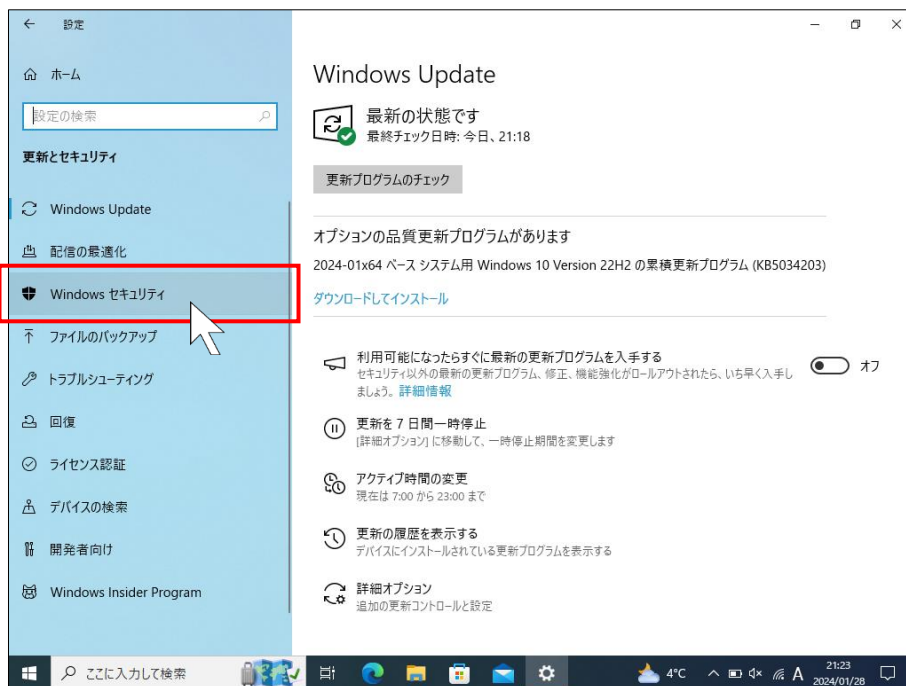 設定
ホーム
設定の検索
更新とセキュリティ
Windows Update
配信の最適化
Windows セキュリティ
ファイルのバックアップ
トラブルシューティング
回復
ライセンス認証
デバイスの検索
開発者向け
Windows Insider Program
Windows Update
最新の状態です
最終チェック日時: 今日、21:18
更新プログラムのチェック
オプションの品質更新プログラムがあります
2024-01x64 ベース システム用 Windows 10 Version 22H2 の累積更新プログラム (KB5034203)
ダウンロードしてインストール
利用可能になったらすぐに最新の更新プログラムを入手する
セキュリティ以外の最新の更新プログラム、修正、機能強化がロールアウトされたら、いち早く入手し
ましょう。 詳細情報
オフ
更新を 7 日間一時停止
[詳細オプション] に移動して、一時停止期間を変更します
アクティブ時間の変更
現在は 7:00 から 23:00 まで
更新の履歴を表示する
デバイスにインストールされている更新プログラムを表示する
詳細オプション
追加の更新コントロールと設定
ここに入力して検索
4°C
A
21:23
2024/01/28